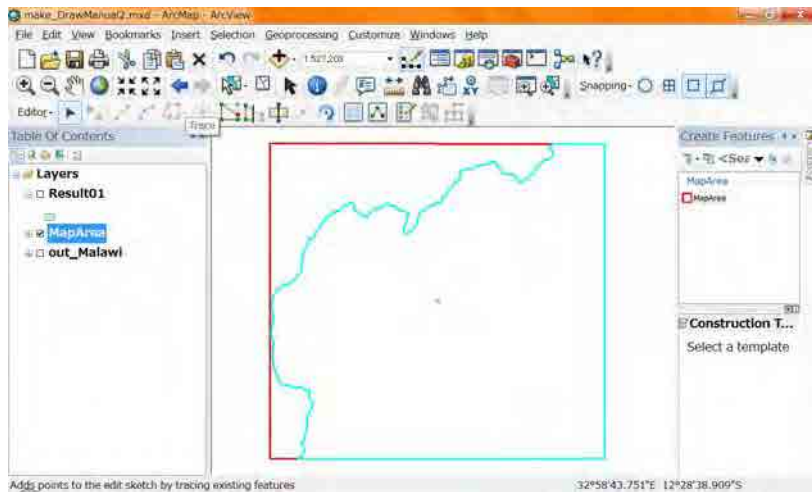 make_DrawManual2.mxd - ArcMap - ArcView
File Edit View Bookmarks Insert Selection Geoprocessing Customize Windows Help
1:527,203
Snapping-
Editor-
Trace
Table Of Contents
Create Features
Layers
<Sea
Result01
MapArea
MapArea
MapArea
out_Malawi
Construction T...
Select a template
Adds points to the edit sketch by tracing existing features
32°58'43.751"E 12°28'38.909"S